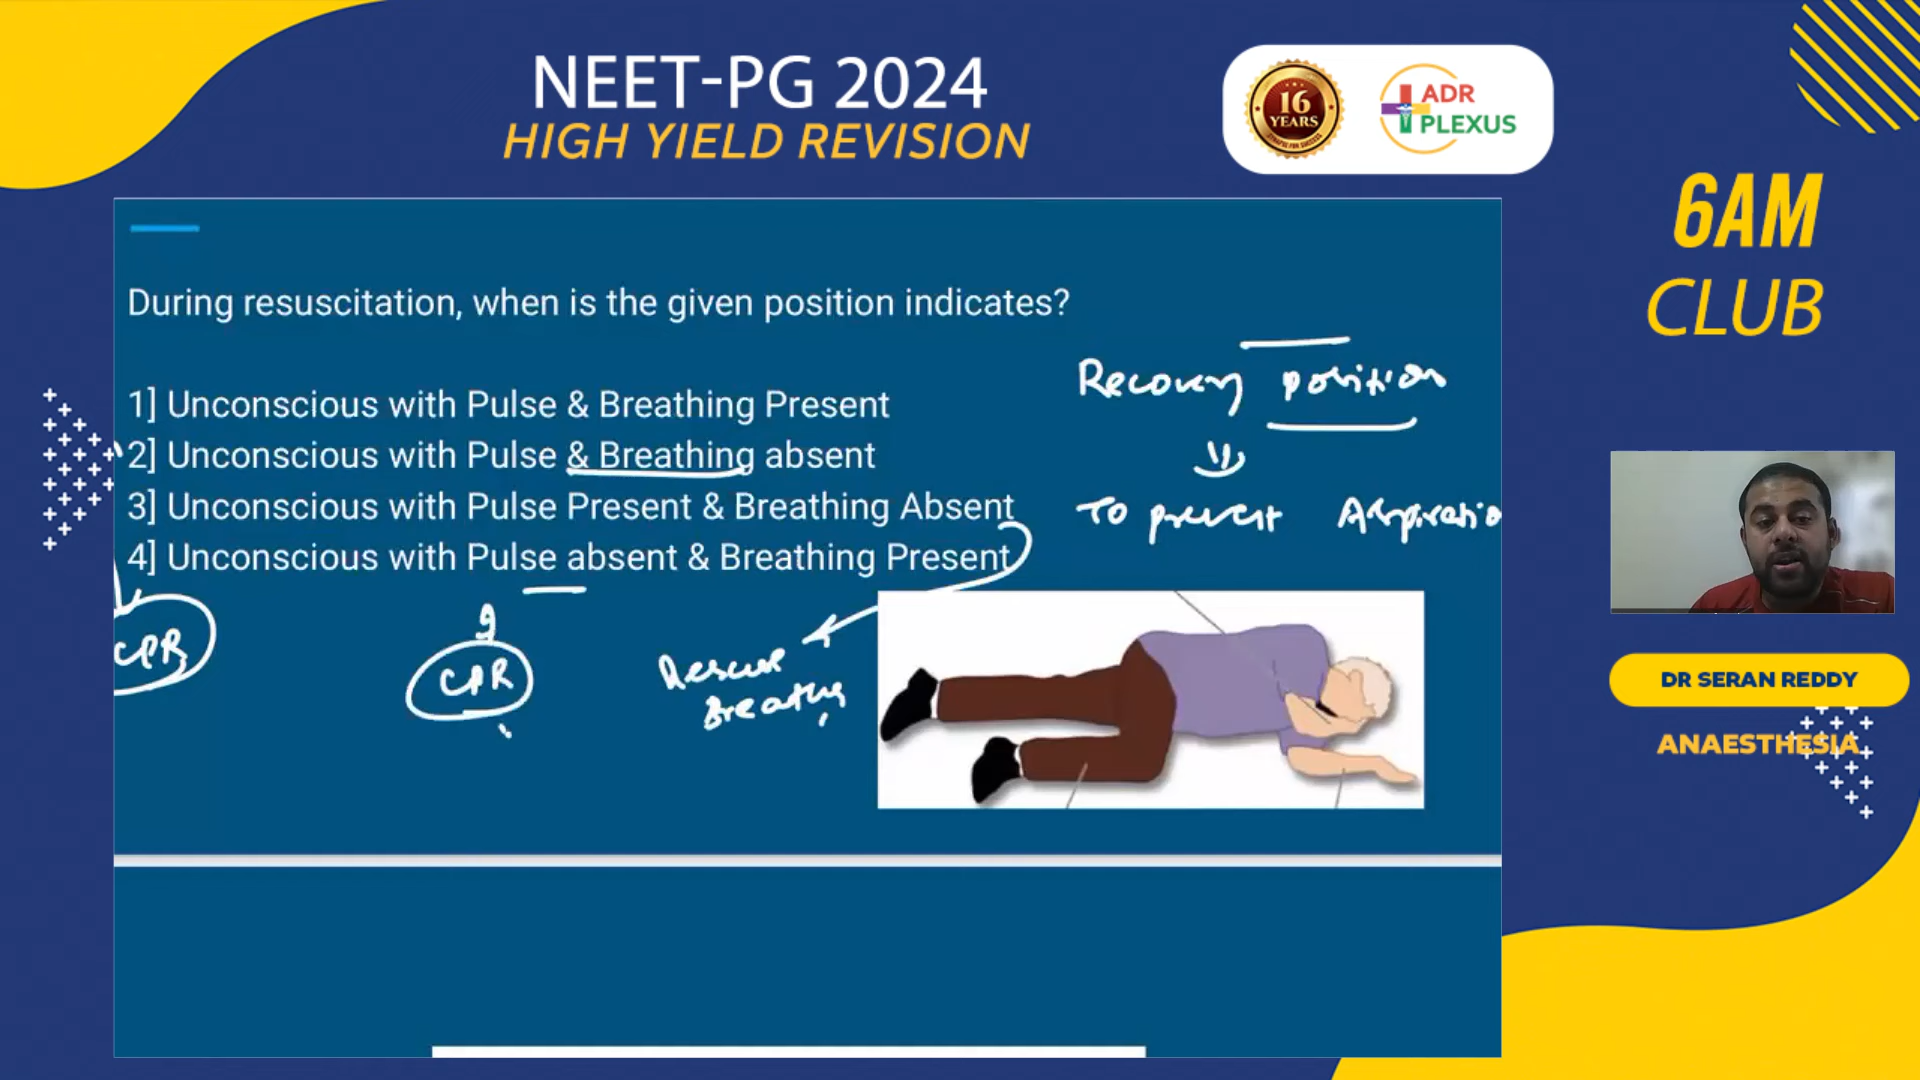 NEET-PG 2024
HIGH YIELD REVISION
16
YEARS
ADR
PLEXUS
6AM
CLUB
During resuscitation, when is the given position indicates?
1] Unconscious with Pulse & Breathing Present
2] Unconscious with Pulse & Breathing absent
3] Unconscious with Pulse Present & Breathing Absent
4] Unconscious with Pulse absent & Breathing Present
Recovery position
To prevent Aspiratio
CPR
CPR
Rescue
Breaths
DR SERAN REDDY
ANAESTHESIA